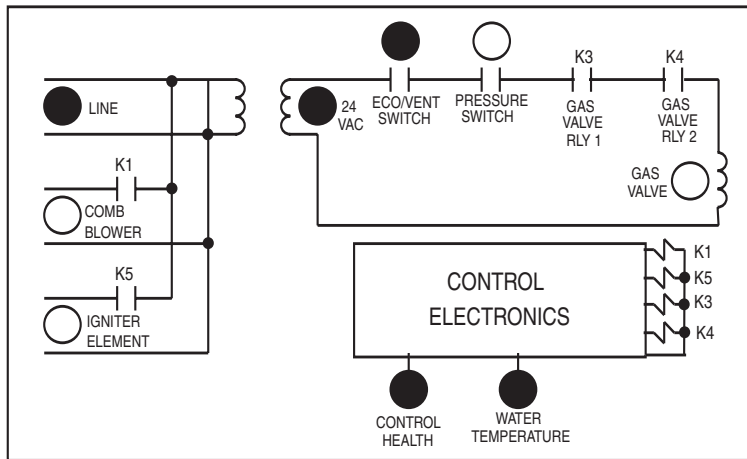 LINE
K1
COMB
BLOWER
K5
IGNITER
ELEMENT
24
VAC
ECO/VENT
SWITCH
PRESSURE
SWITCH
K3
GAS
VALVE
RLY 1
K4
GAS
VALVE
RLY 2
GAS
VALVE
CONTROL
ELECTRONICS
K1
K5
K3
K4
CONTROL
HEALTH
WATER
TEMPERATURE